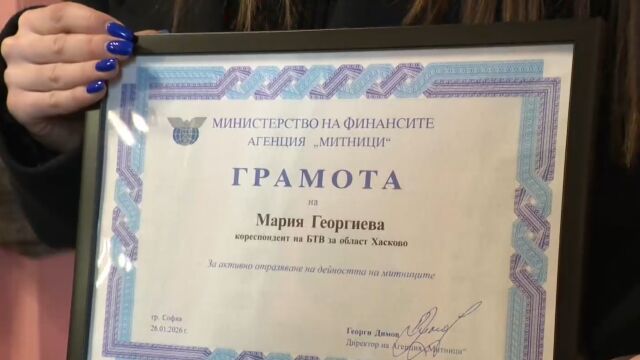 МИНИСТЕРСТВО НА ФИНАНСИТЕ
АГЕНЦИЯ „МИТНИЦИ“
ГРАМОТА
на
Мария Георгиева
кореспондент на БТВ за област Хасково
За активно отразяване на дейността на митниците
гр. София
26.01.2026 г.
Георги Димов
Директор на Агенция „Митници“